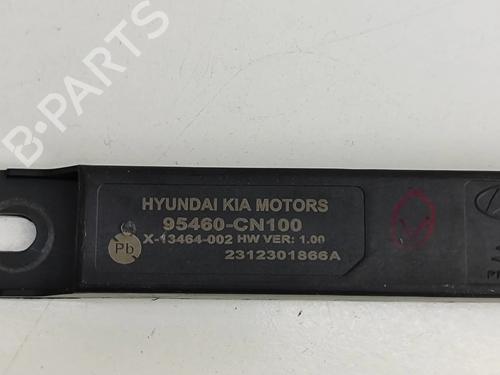 B-PARTS
HYUNDAI KIA MOTORS
95460-CN100
X-13464-002 HW VER: 1.00
Pb
2312301866A